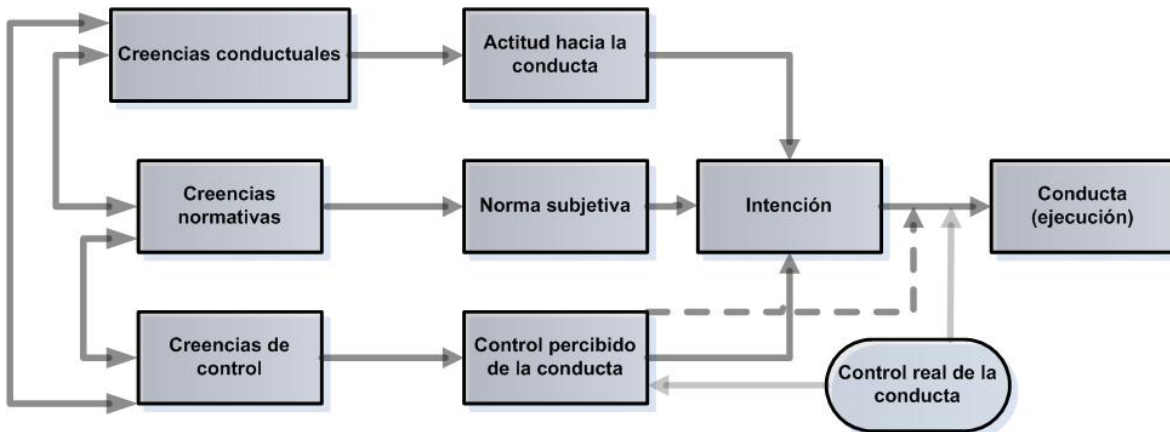 Creencias conductuales
Actitud hacia la
conducta
Creencias
normativas
Norma subjetiva
Intención
Conducta
(ejecución)
Creencias de
control
Control percibido
de la conducta
Control real de la
conducta